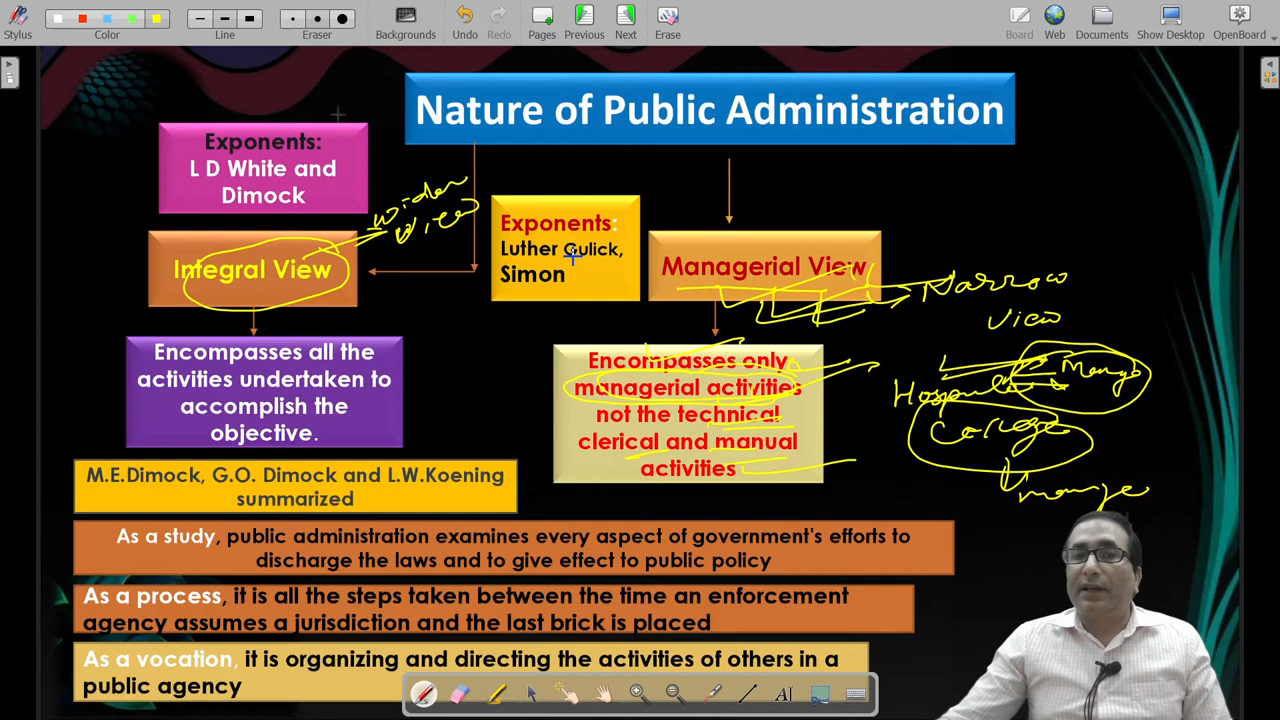 Stylus
Color
Line
Eraser
Backgrounds
Undo
Redo
Pages
Previous
Next
Erase
Board
Web
Documents
Show Desktop
OpenBoard
Nature of Public Administration
Exponents:
L D White and
Dimock
wider
view
Exponents:
Luther Gulick,
Simon
Integral View
Managerial View
Narrow
View
Encompasses all the
activities undertaken to
accomplish the
objective.
Encompasses only
managerial activities
not the technical
clerical and manual
activities
Hospital
College
M.E.Dimock, G.O. Dimock and L.W.Koening
summarized
As a study, public administration examines every aspect of government's efforts to
discharge the laws and to give effect to public policy
As a process, it is all the steps taken between the time an enforcement
agency assumes a jurisdiction and the last brick is placed
As a vocation, it is organizing and directing the activities of others in a
public agency
AI